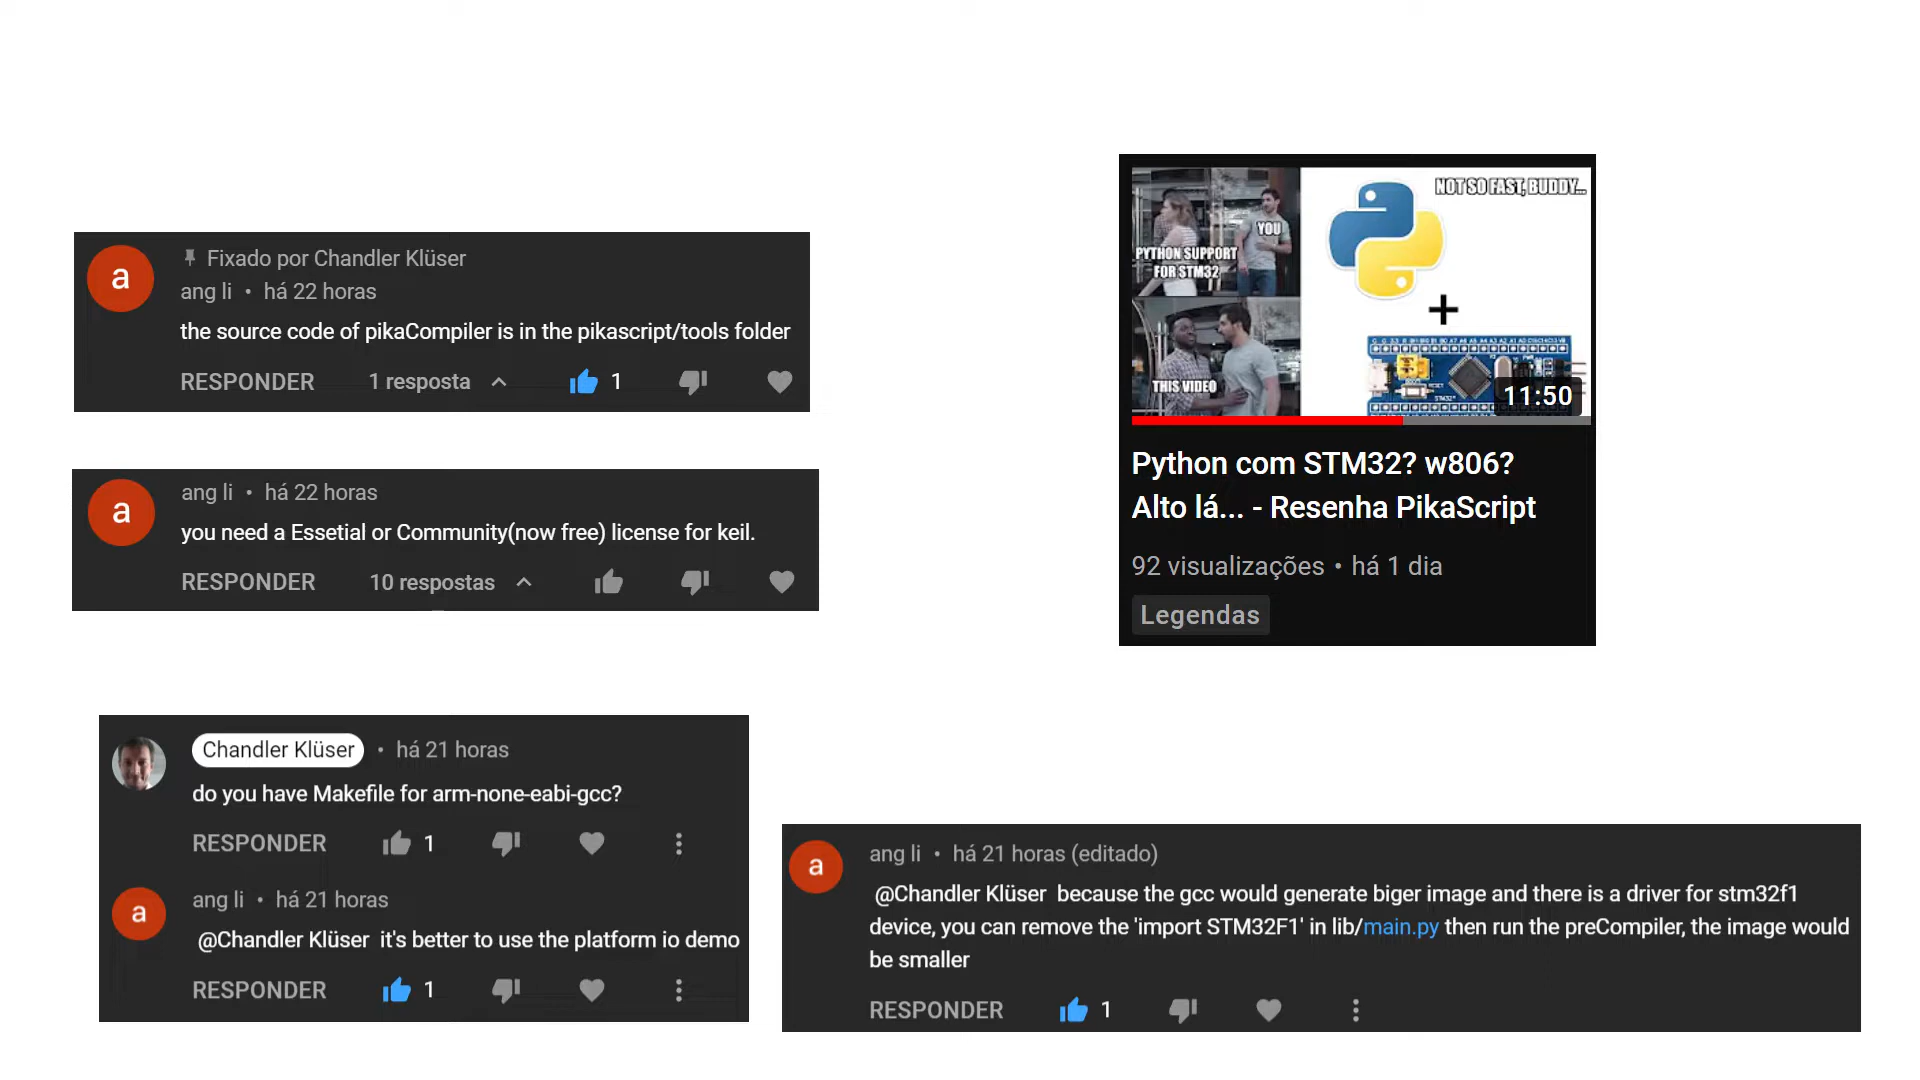 a
Fixado por Chandler Klüser
ang li • há 22 horas
the source code of pikaCompiler is in the pikascript/tools folder
RESPONDER 1 resposta 1
a
ang li • há 22 horas
you need a Essetial or Community(now free) license for keil.
RESPONDER 10 respostas
NOT SO FAST, BUDDY...
YOU
PYTHON SUPPORT
FOR STM32
+
THIS VIDEO
11:50
Python com STM32? w806?
Alto lá... - Resenha PikaScript
92 visualizações • há 1 dia
Legendas
Chandler Klüser • há 21 horas
do you have Makefile for arm-none-eabi-gcc?
RESPONDER 1
a
ang li • há 21 horas
@Chandler Klüser it's better to use the platform io demo
RESPONDER 1
a
ang li • há 21 horas (editado)
@Chandler Klüser because the gcc would generate biger image and there is a driver for stm32f1
device, you can remove the 'import STM32F1' in lib/main.py then run the preCompiler, the image would
be smaller
RESPONDER 1